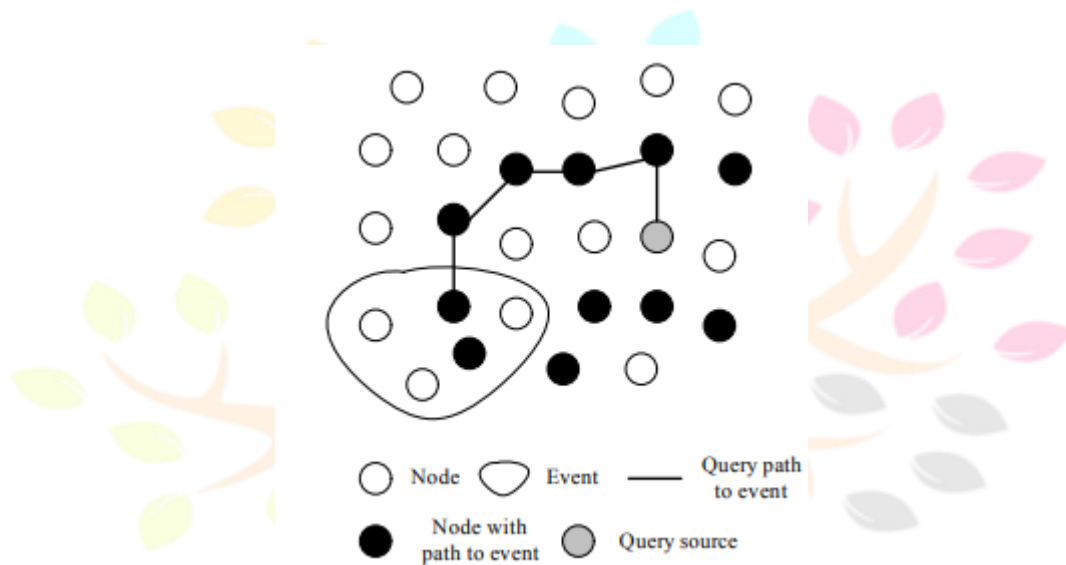 Node
Event
Query path
to event
Node with
path to event
Query source